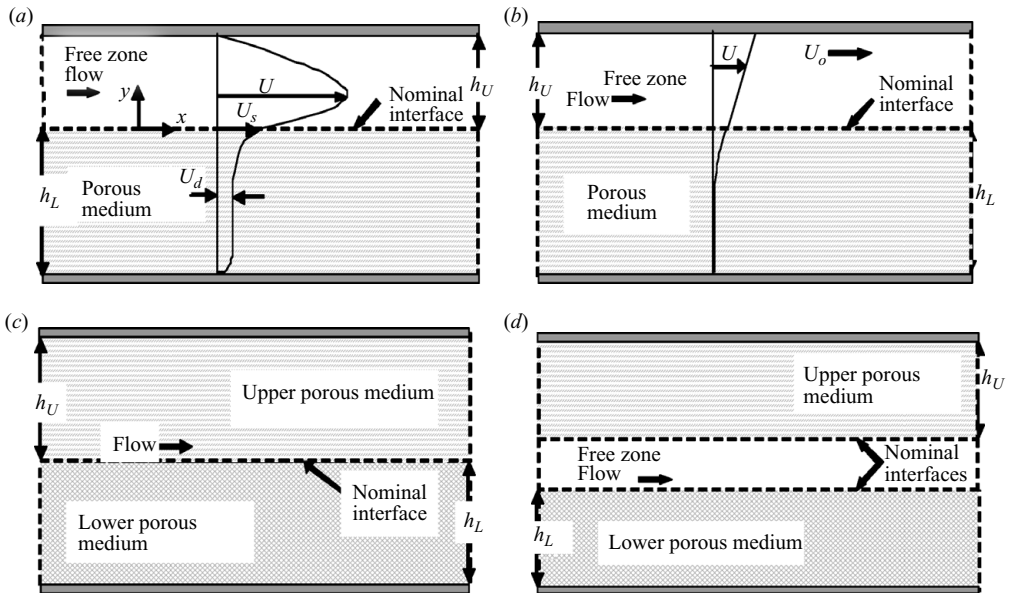 (a)
Free zone
flow
y
x
U
U_s
Nominal
interface
h_U
h_L
U_d
Porous
medium
(b)
h_U
Free zone
Flow
U
U_o
Nominal
interface
Porous
medium
h_L
(c)
h_U
Upper porous medium
Flow
Nominal
interface
Lower porous
medium
h_L
(d)
Upper porous
medium
h_U
Free zone
Flow
Nominal
interfaces
h_L
Lower porous medium